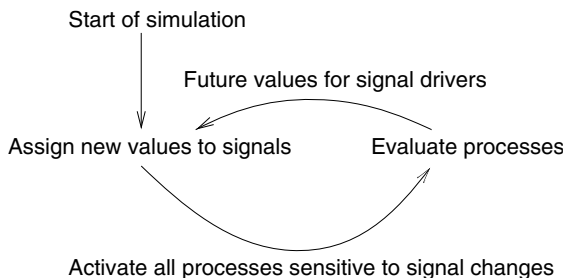 Start of simulation
Future values for signal drivers
Assign new values to signals
Evaluate processes
Activate all processes sensitive to signal changes